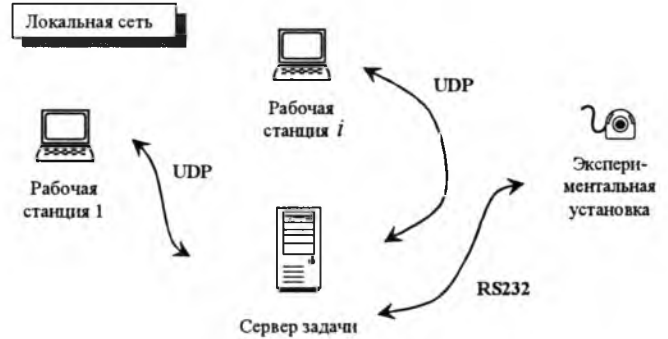 Локальная сеть
Рабочая
станция i
UDP
Рабочая
станция 1
UDP
Экспери-
ментальная
установка
RS232
Сервер задачи